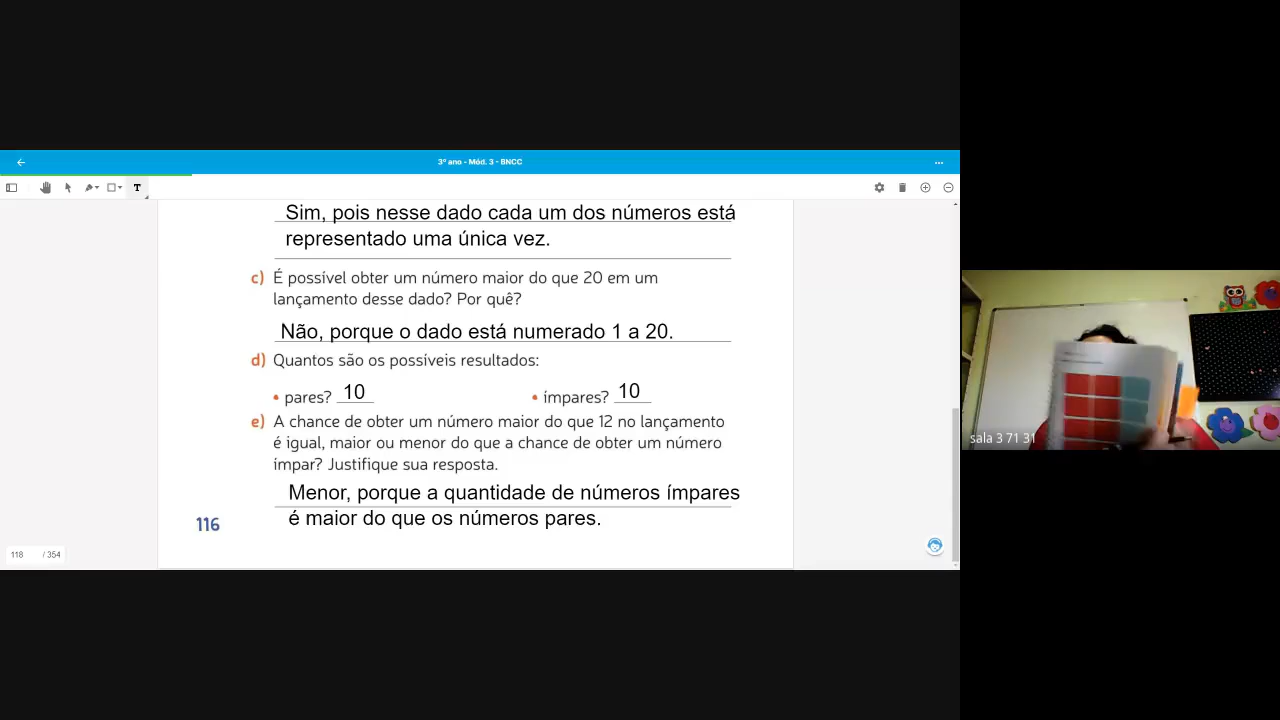 3º ano - Mód. 3 - BNCC
T
Sim, pois nesse dado cada um dos números está
representado uma única vez.
c) É possível obter um número maior do que 20 em um
lançamento desse dado? Por quê?
Não, porque o dado está numerado 1 a 20.
d) Quantos são os possíveis resultados:
• pares? 10 • ímpares? 10
e) A chance de obter um número maior do que 12 no lançamento
é igual, maior ou menor do que a chance de obter um número
ímpar? Justifique sua resposta.
Menor, porque a quantidade de números ímpares
é maior do que os números pares.
116
118 / 354
sala 3 71 31